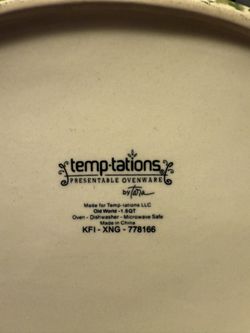 temp-tations
PRESENTABLE OVENWARE
by Tara
Made for Temp-tations LLC
Old World -1.5QT
Oven - Dishwasher - Microwave Safe
Made in China
KFI - XNG - 778166